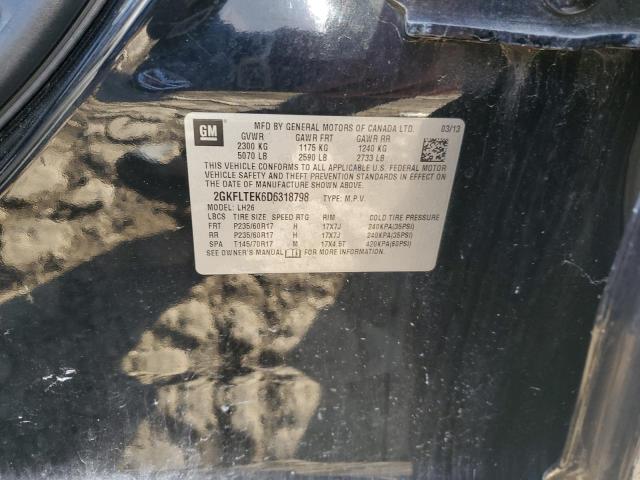 GM
MFD BY GENERAL MOTORS OF CANADA LTD. 03/13
GVWR GAWR FRT GAWR RR
2300 KG 1175 KG 1240 KG
5070 LB 2590 LB 2733 LB
THIS VEHICLE CONFORMS TO ALL APPLICABLE U.S. FEDERAL MOTOR
VEHICLE SAFETY AND THEFT PREVENTION STANDARDS IN EFFECT ON
THE DATE OF MANUFACTURE SHOWN ABOVE.
2GKFLTEK6D6318798 TYPE: M.P.V.
MODEL: LH26
LBCS TIRE SIZE SPEED RTG RIM COLD TIRE PRESSURE
FRT P235/60R17 H 17X7J 240KPA(35PSI)
RR P235/60R17 H 17X7J 240KPA(35PSI)
SPA T145/70R17 M 17X4.5T 420KPA(60PSI)
SEE OWNER'S MANUAL